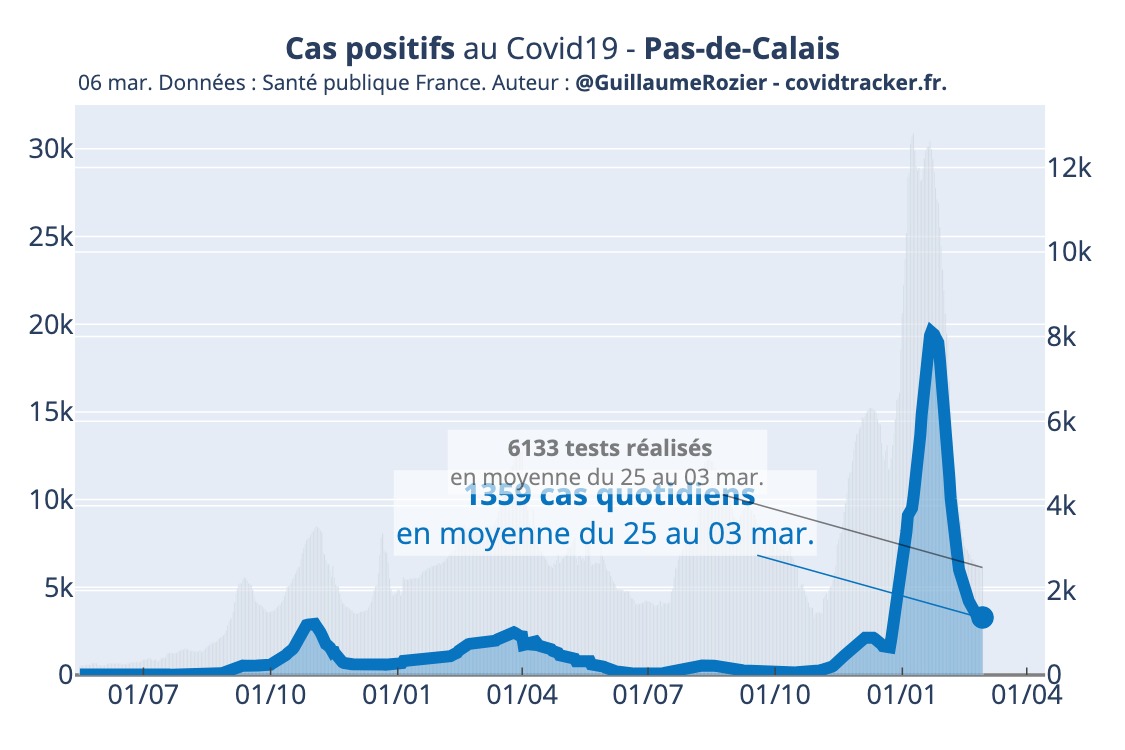 Cas positifs au Covid19 - Pas-de-Calais
06 mar. Données : Santé publique France. Auteur : @GuillaumeRozier - covidtracker.fr.
30k
12k
25k
10k
20k
8k
15k
6k
6133 tests réalisés
en moyenne du 25 au 03 mar.
1359 cas quotidiens
10k
4k
en moyenne du 25 au 03 mar.
5k
2k
0
0
01/07 01/10 01/01 01/04 01/07 01/10 01/01 01/04